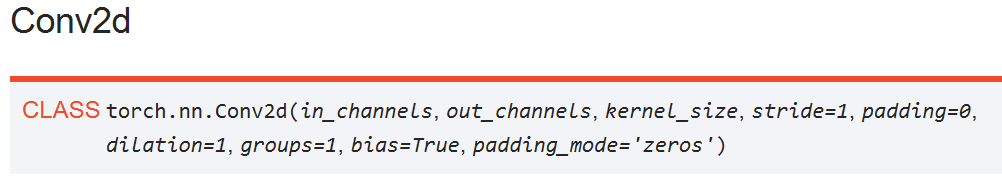 Conv2d
CLASS torch.nn.Conv2d(in_channels, out_channels, kernel_size, stride=1, padding=0,
dilation=1, groups=1, bias=True, padding_mode='zeros')